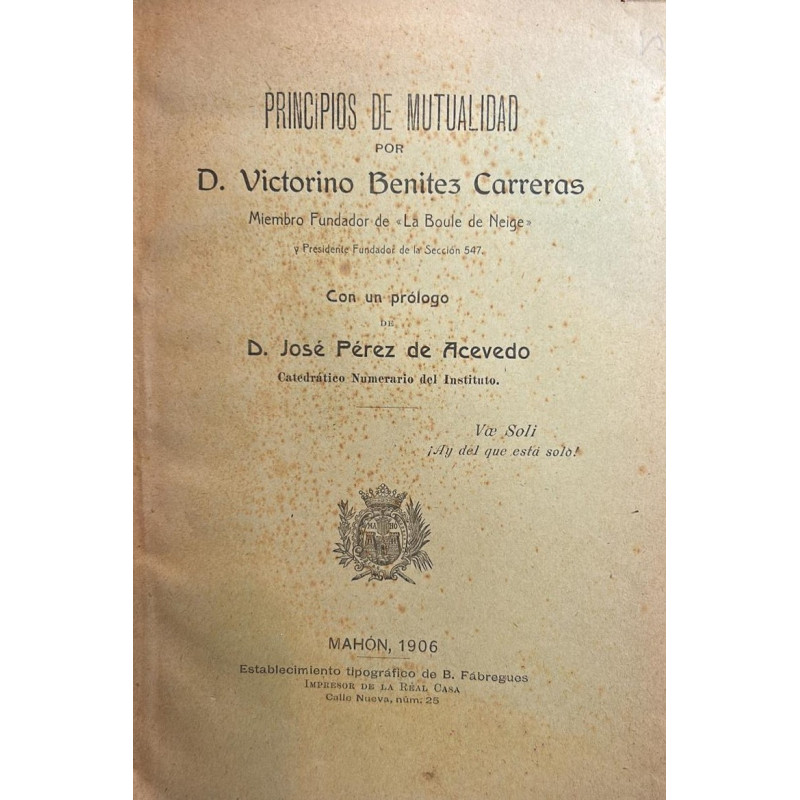 PRINCIPIOS DE MUTUALIDAD
POR
D. Victorino Benitez Carreras
Miembro Fundador de «La Boule de Neige»
y Presidente Fundador de la Sección 547.
Con un prólogo
DE
D. José Pérez de Acevedo
Catedrático Numerario del Instituto.
Væ Soli
¡Ay del que está solo!
MAHÓN, 1906
Establecimiento tipográfico de B. Fábregues
IMPRESOR DE LA REAL CASA
Calle Nueva, núm. 25